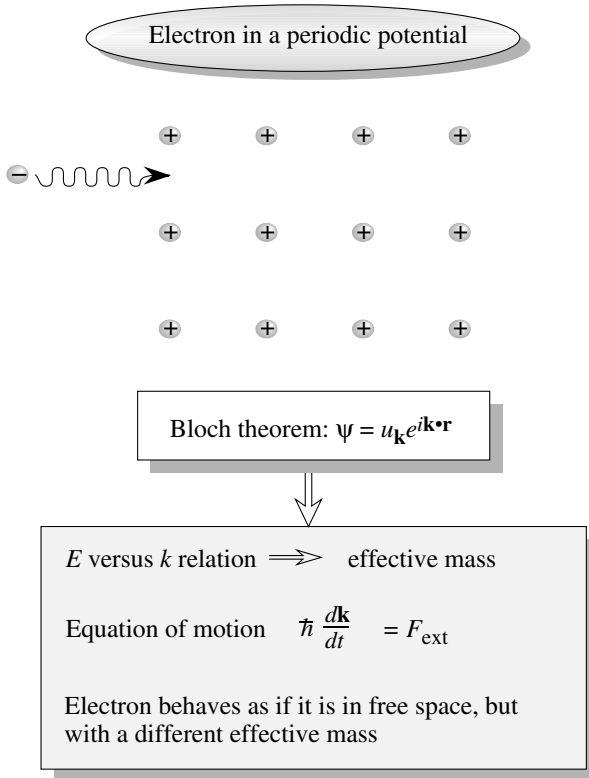 Electron in a periodic potential
+ + + +
−
+ + + +
+ + + +
Bloch theorem: ψ = u_k e^{ik•r}
E versus k relation ⟹ effective mass
Equation of motion ħ dk/dt = F_ext
Electron behaves as if it is in free space, but
with a different effective mass